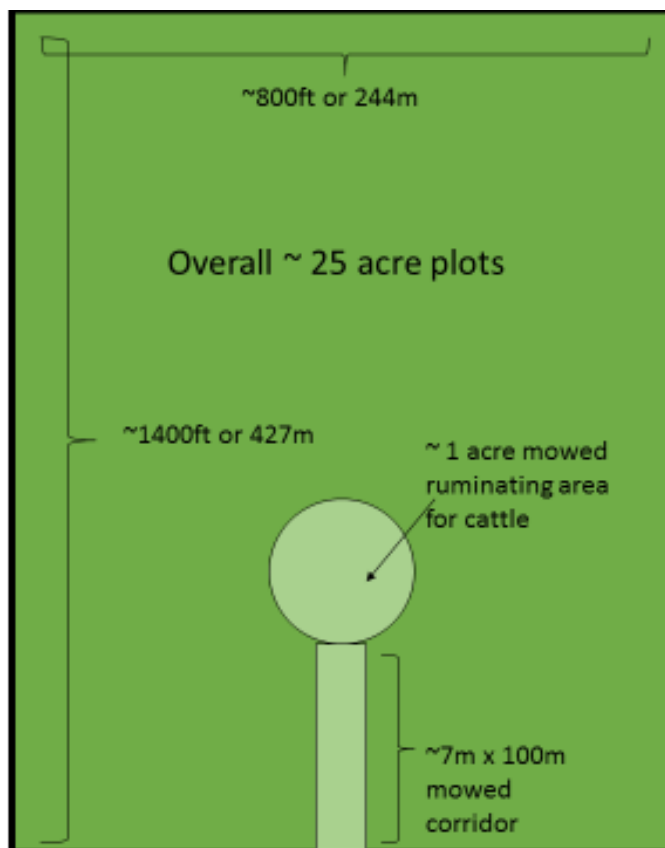 ~800ft or 244m
Overall ~ 25 acre plots
~1400ft or 427m
~ 1 acre mowed
ruminating area
for cattle
~7m x 100m
mowed
corridor